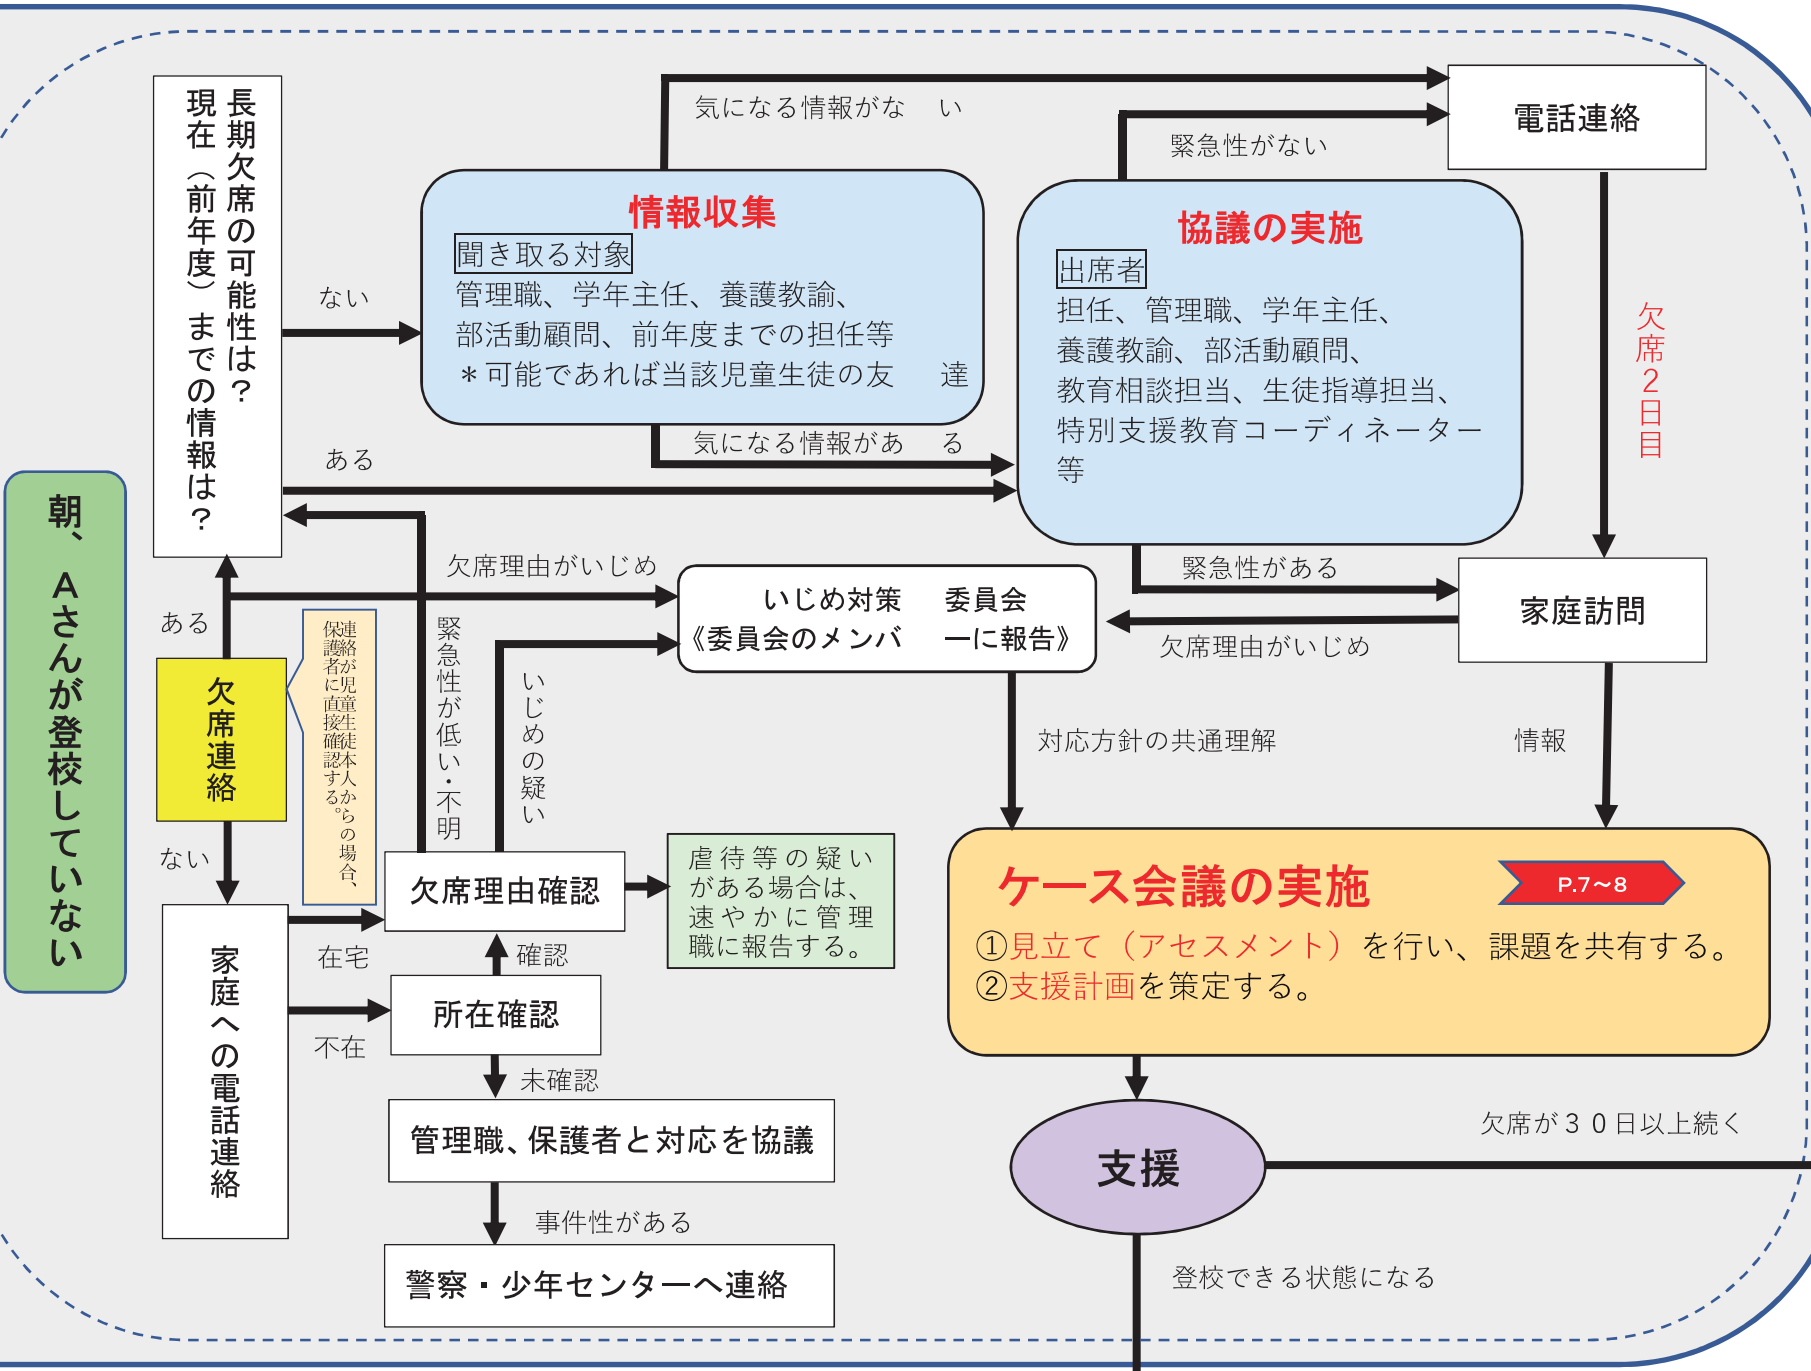 朝、Ａさんが登校していない
長期欠席の可能性は？
現在（前年度）までの情報は？
ない
ある
ある
欠席連絡
ない
連絡が児童生徒本人からの場合、
保護者に直接確認する。
家庭への電話連絡
在宅
不在
気になる情報がな い
情報収集
聞き取る対象
管理職、学年主任、養護教諭、
部活動顧問、前年度までの担任等
＊可能であれば当該児童生徒の友 達
気になる情報があ る
緊急性がない
協議の実施
出席者
担任、管理職、学年主任、
養護教諭、部活動顧問、
教育相談担当、生徒指導担当、
特別支援教育コーディネーター
等
電話連絡
欠席２日目
欠席理由がいじめ
いじめ対策 委員会
《委員会のメンバ ーに報告》
緊急性がある
欠席理由がいじめ
家庭訪問
緊急性が低い・不明
いじめの疑い
対応方針の共通理解
情報
欠席理由確認
虐待等の疑い
がある場合は、
速やかに管理
職に報告する。
確認
所在確認
未確認
管理職、保護者と対応を協議
事件性がある
警察・少年センターへ連絡
ケース会議の実施
P.7～8
①見立て（アセスメント）を行い、課題を共有する。
②支援計画を策定する。
支援
欠席が３０日以上続く
登校できる状態になる